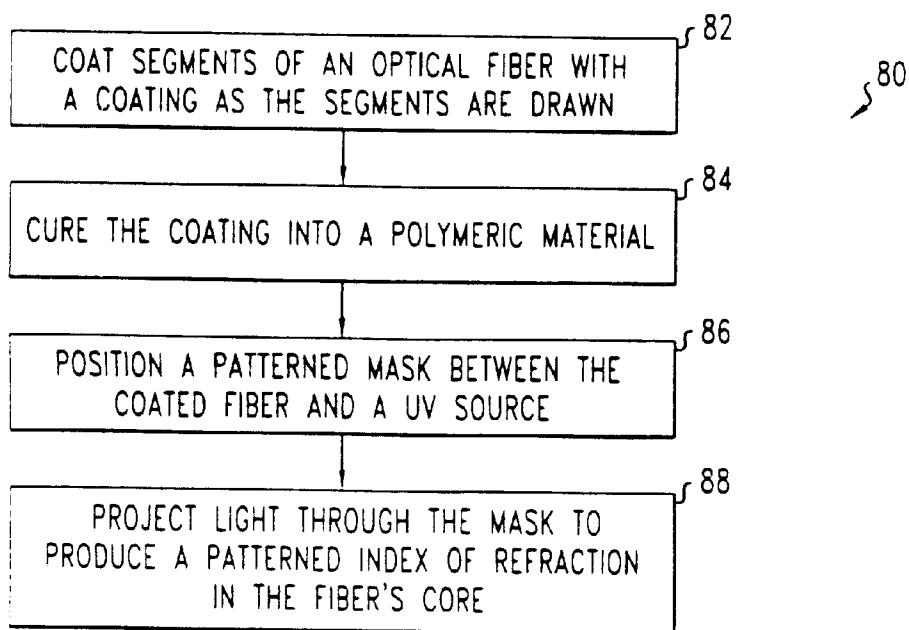 82
COAT SEGMENTS OF AN OPTICAL FIBER WITH
A COATING AS THE SEGMENTS ARE DRAWN
80
84
CURE THE COATING INTO A POLYMERIC MATERIAL
86
POSITION A PATTERNED MASK BETWEEN THE
COATED FIBER AND A UV SOURCE
88
PROJECT LIGHT THROUGH THE MASK TO
PRODUCE A PATTERNED INDEX OF REFRACTION
IN THE FIBER'S CORE